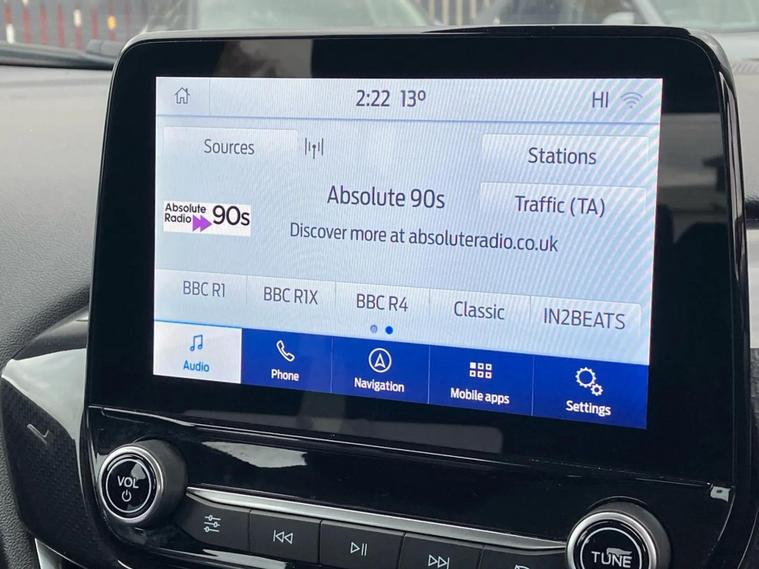 2:22 13º HI
Sources
Stations
Absolute 90s
Traffic (TA)
Absolute
Radio 90s
Discover more at absoluteradio.co.uk
BBC R1 BBC R1X BBC R4 Classic IN2BEATS
Audio Phone Navigation Mobile apps Settings
VOL
TUNE